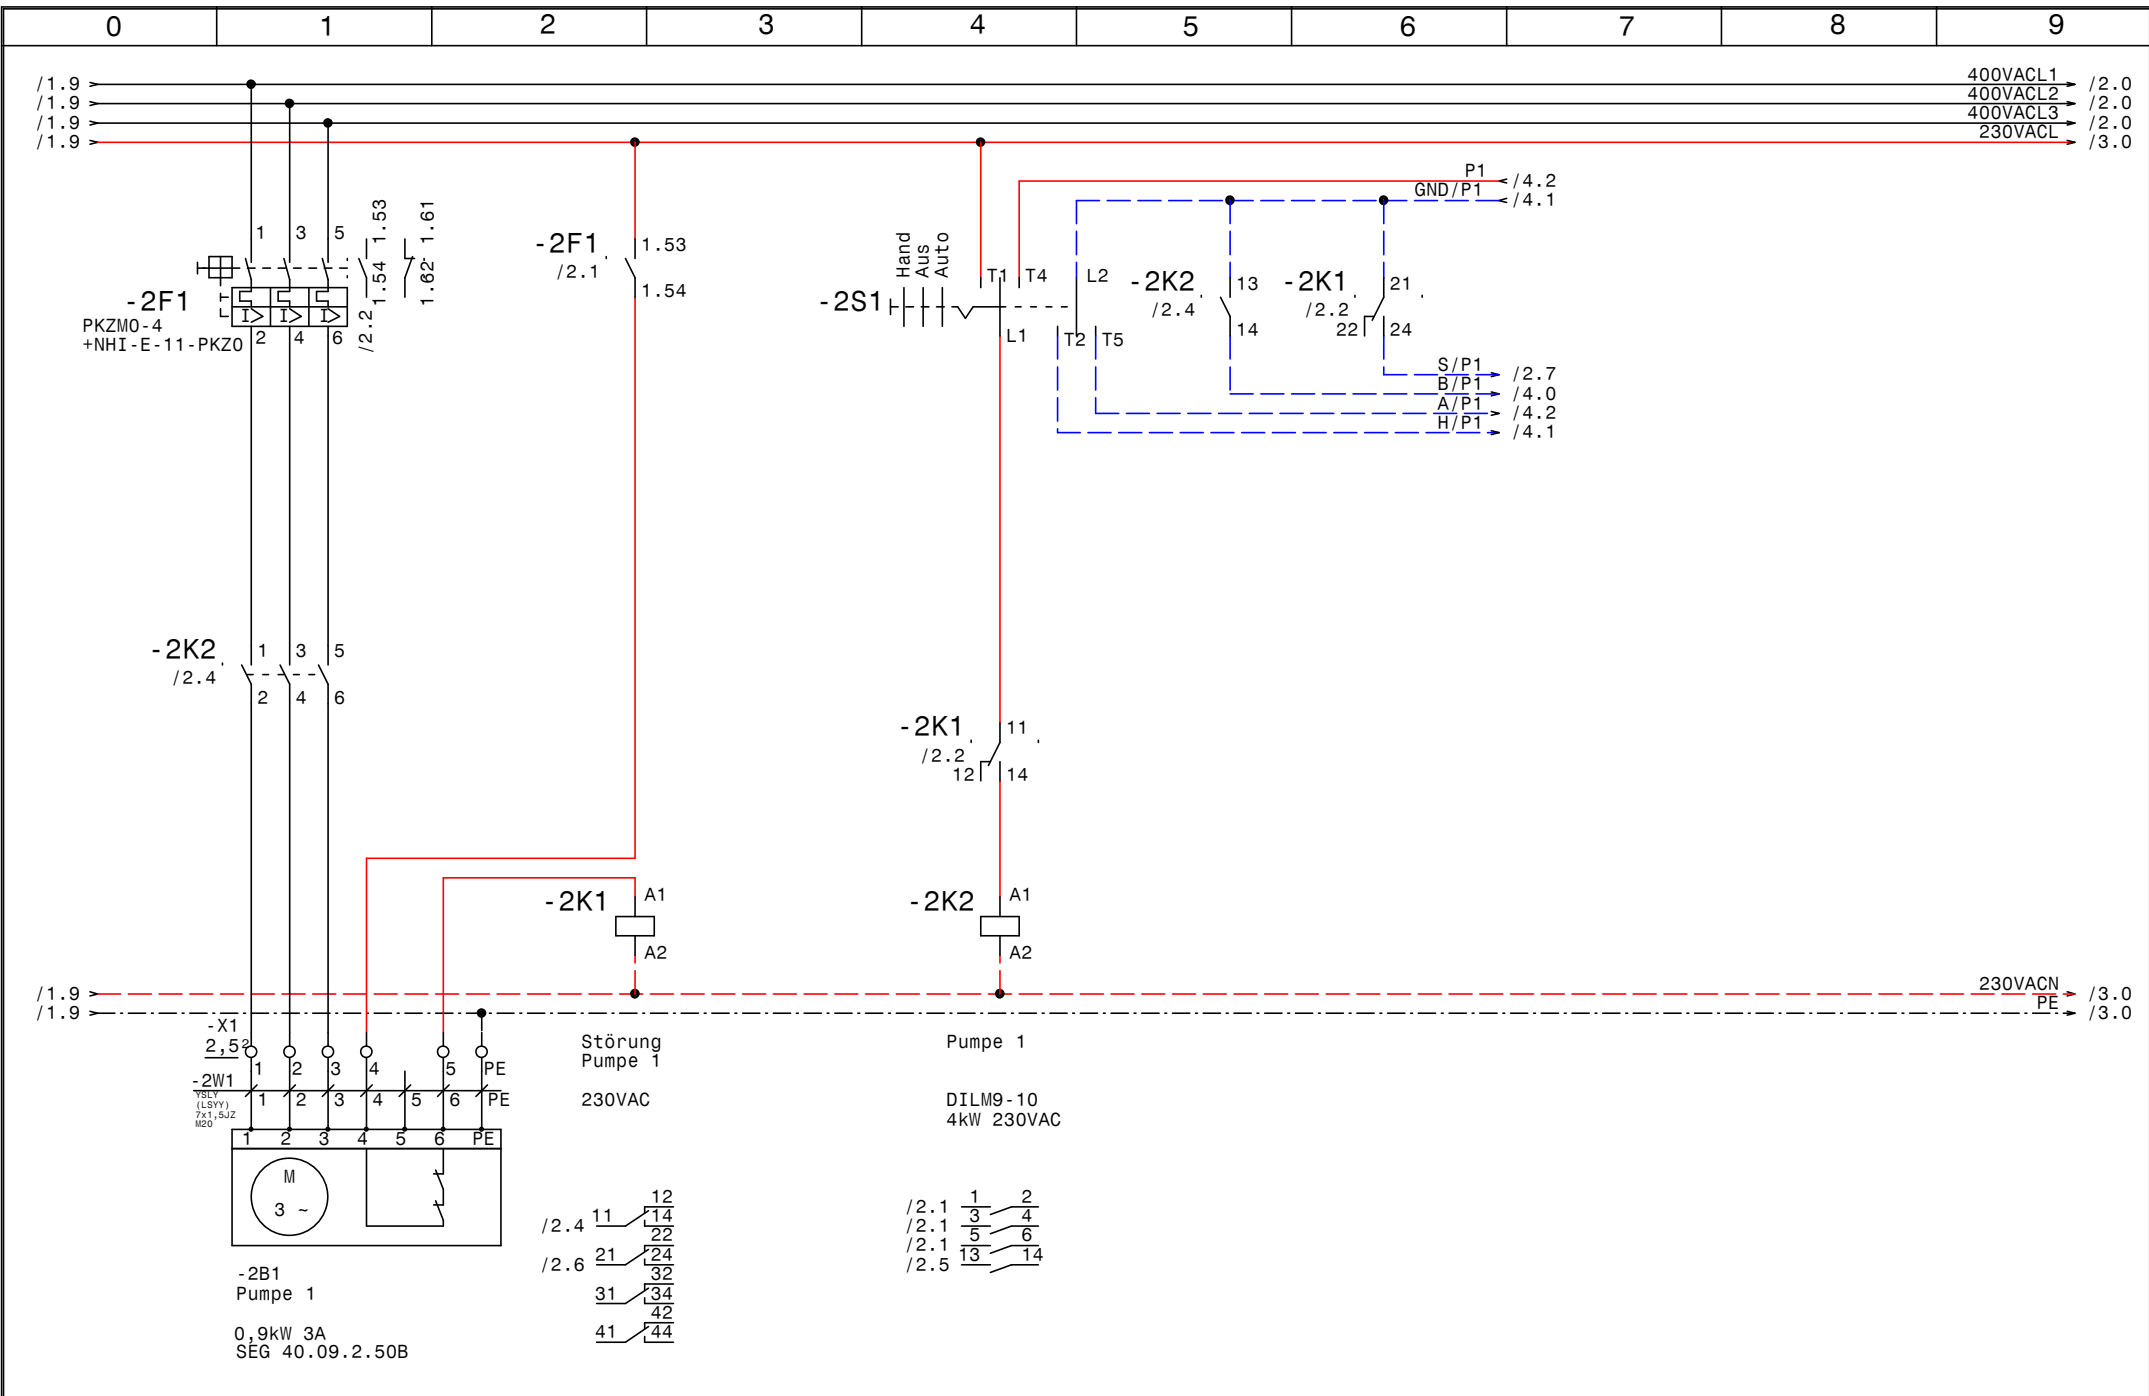 0 1 2 3 4 5 6 7 8 9
/1.9 400VACL1 /2.0
/1.9 400VACL2 /2.0
/1.9 400VACL3 /2.0
/1.9 230VACL /3.0
P1 /4.2
GND/P1 /4.1
-2F1
PKZM0-4
+NHI-E-11-PKZ0
1 3 5
2 4 6
1.53
1.54
1.61
1.62
/2.2
-2F1
/2.1
1.53
1.54
Hand
Aus
Auto
-2S1
T1 T4 L2
L1 T2 T5
-2K2
/2.4
13
14
-2K1
/2.2
21
22 24
S/P1 /2.7
B/P1 /4.0
A/P1 /4.2
H/P1 /4.1
-2K2
/2.4
1 3 5
2 4 6
-2K1
/2.2
11
12 14
-2K1
A1
A2
-2K2
A1
A2
/1.9 230VACN /3.0
/1.9 PE /3.0
-X1
2,5²
1 2 3 4 5 PE
-2W1
YSLY
(LSYY)
7x1,5JZ
M20
1 2 3 4 5 6 PE
1 2 3 4 5 6 PE
M
3 ~
-2B1
Pumpe 1
0,9kW 3A
SEG 40.09.2.50B
Störung
Pumpe 1
230VAC
Pumpe 1
DILM9-10
4kW 230VAC
12
/2.4 11 14
22
/2.6 21 24
32
31 34
42
41 44
/2.1 1 2
/2.1 3 4
/2.1 5 6
/2.5 13 14